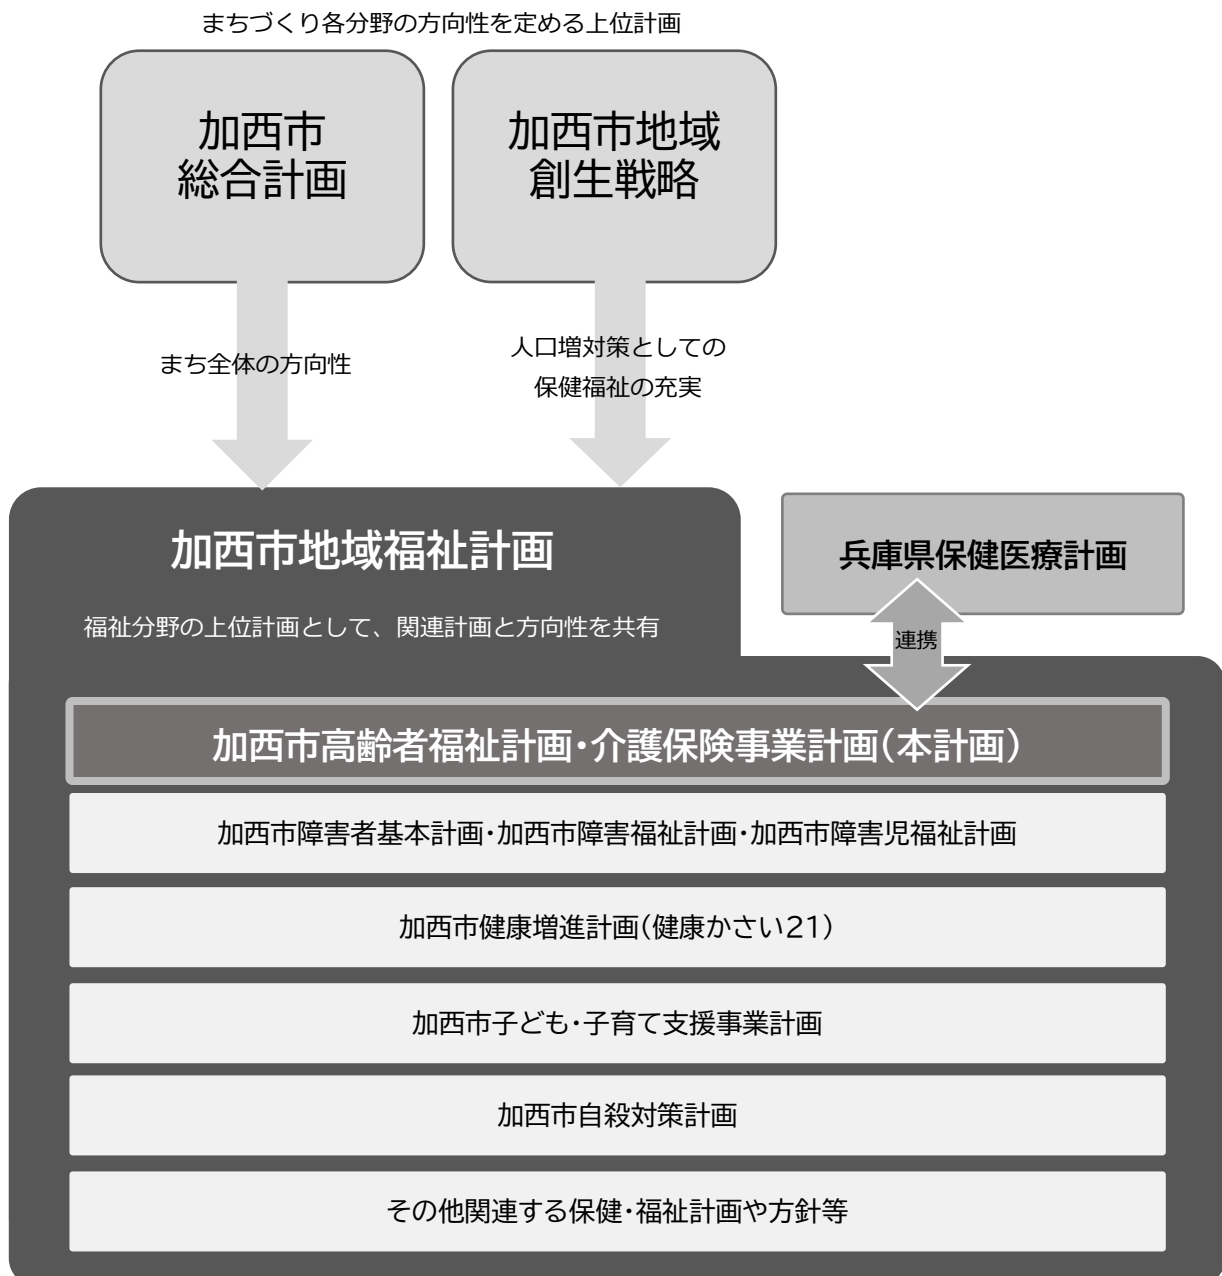 まちづくり各分野の方向性を定める上位計画
加西市
総合計画
加西市地域
創生戦略
まち全体の方向性
人口増対策としての
保健福祉の充実
加西市地域福祉計画
福祉分野の上位計画として、関連計画と方向性を共有
兵庫県保健医療計画
連携
加西市高齢者福祉計画・介護保険事業計画(本計画)
加西市障害者基本計画・加西市障害福祉計画・加西市障害児福祉計画
加西市健康増進計画(健康かさい21)
加西市子ども・子育て支援事業計画
加西市自殺対策計画
その他関連する保健・福祉計画や方針等